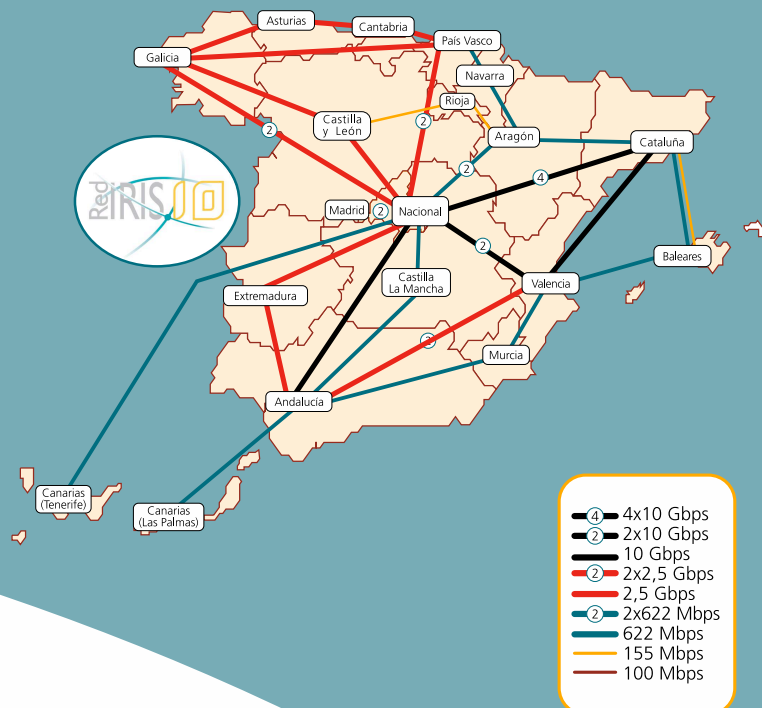 Asturias
Cantabria
País Vasco
Galicia
Navarra
Rioja
Castilla
y León
2
2
Aragón
Cataluña
2
4
Red
IRIS10
Madrid
2
Nacional
2
Baleares
Castilla
La Mancha
Valencia
Extremadura
2
Murcia
Andalucía
Canarias
(Tenerife)
Canarias
(Las Palmas)
4 4x10 Gbps
2 2x10 Gbps
10 Gbps
2 2x2,5 Gbps
2,5 Gbps
2 2x622 Mbps
622 Mbps
155 Mbps
100 Mbps